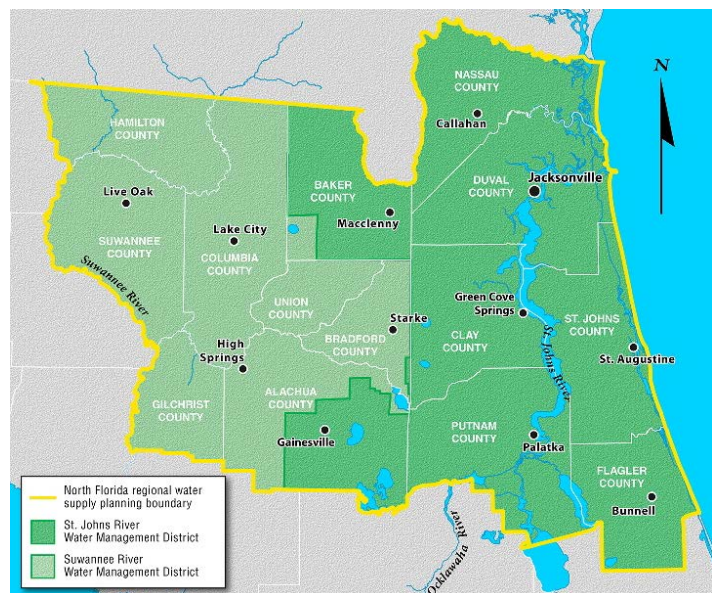 N
NASSAU
COUNTY
Callahan
HAMILTON
COUNTY
DUVAL
COUNTY
Jacksonville
BAKER
COUNTY
Live Oak
Macclenny
Lake City
SUWANNEE
COUNTY
COLUMBIA
COUNTY
Suwannee River
UNION
COUNTY
Green Cove
Springs
ST. JOHNS
COUNTY
Starke
BRADFORD
COUNTY
CLAY
COUNTY
St. Johns River
High
Springs
St. Augustine
GILCHRIST
COUNTY
ALACHUA
COUNTY
Gainesville
PUTNAM
COUNTY
Palatka
FLAGLER
COUNTY
Bunnell
Ocklawaha
River
North Florida regional water
supply planning boundary
St. Johns River
Water Management District
Suwannee River
Water Management District